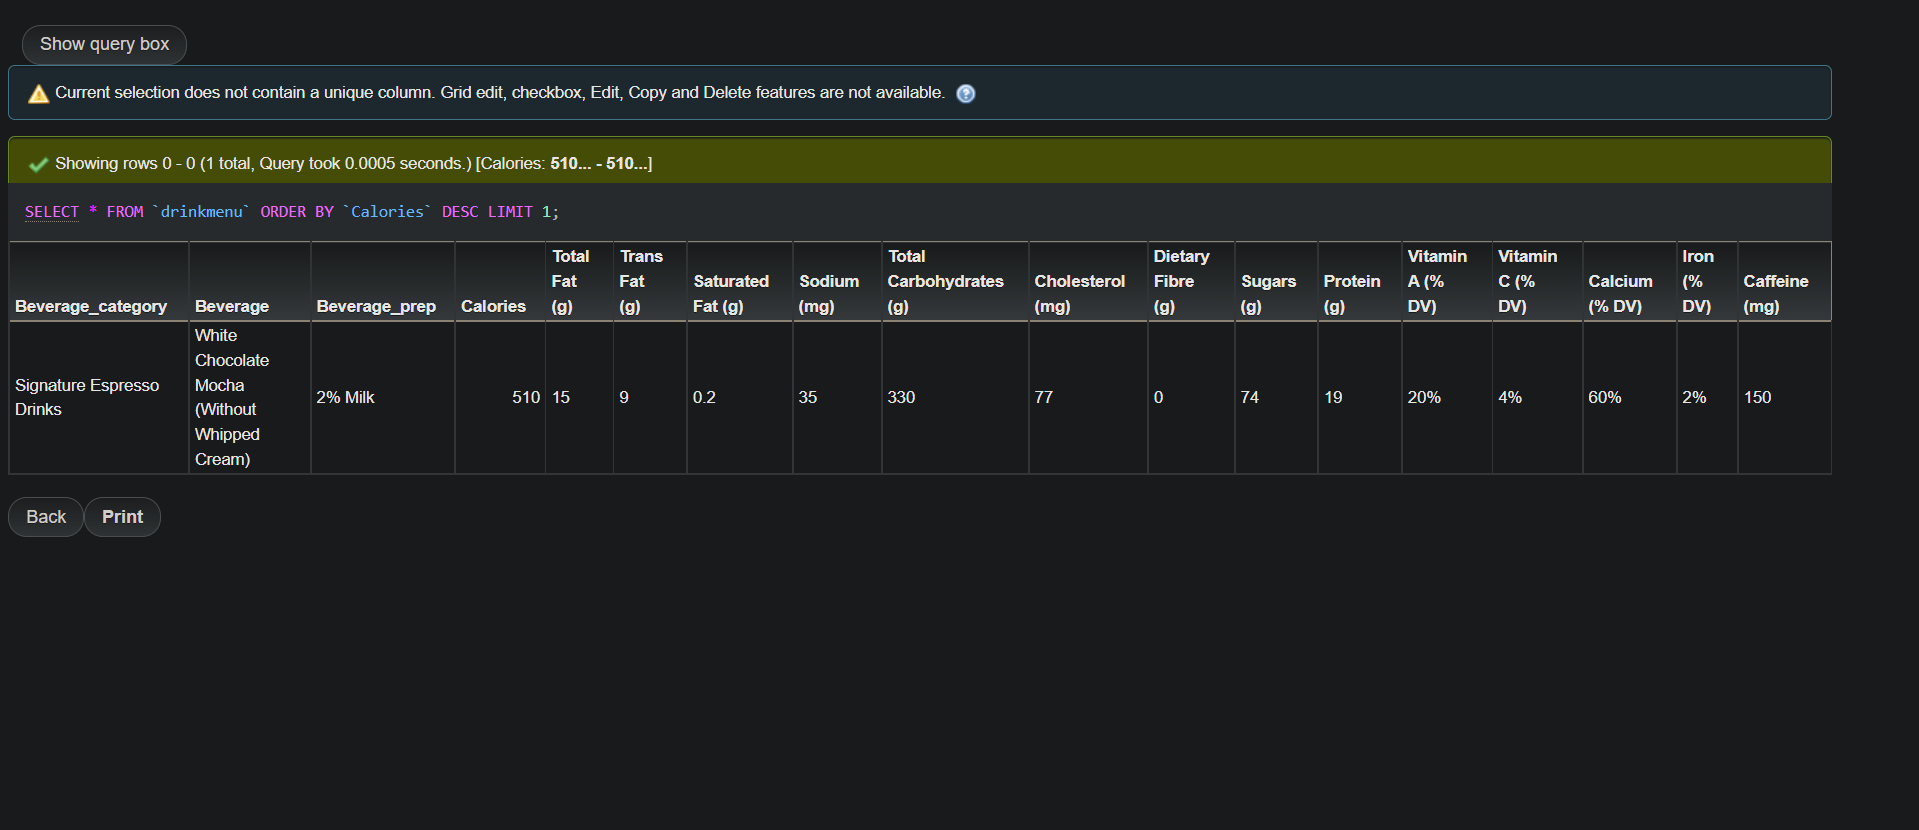 Show query box
Current selection does not contain a unique column. Grid edit, checkbox, Edit, Copy and Delete features are not available.
Showing rows 0 - 0 (1 total, Query took 0.0005 seconds.) [Calories: 510... - 510...]
SELECT * FROM `drinkmenu` ORDER BY `Calories` DESC LIMIT 1;
Beverage_category Beverage Beverage_prep Calories Total Fat (g) Trans Fat (g) Saturated Fat (g) Sodium (mg) Total Carbohydrates (g) Cholesterol (mg) Dietary Fibre (g) Sugars (g) Protein (g) Vitamin A (% DV) Vitamin C (% DV) Calcium (% DV) Iron (% DV) Caffeine (mg)
Signature Espresso Drinks White Chocolate Mocha (Without Whipped Cream) 2% Milk 510 15 9 0.2 35 330 77 0 74 19 20% 4% 60% 2% 150
Back Print